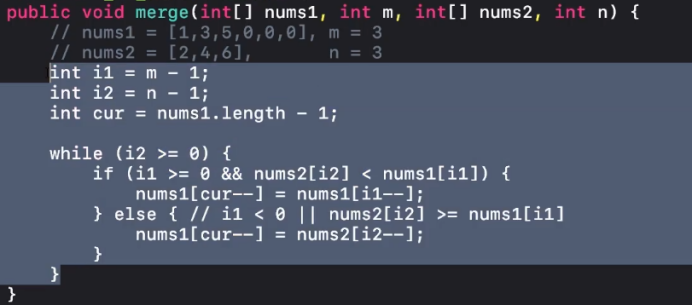 public void merge(int[] nums1, int m, int[] nums2, int n) {
    // nums1 = [1,3,5,0,0,0], m = 3
    // nums2 = [2,4,6],       n = 3
    int i1 = m - 1;
    int i2 = n - 1;
    int cur = nums1.length - 1;

    while (i2 >= 0) {
        if (i1 >= 0 && nums2[i2] < nums1[i1]) {
            nums1[cur--] = nums1[i1--];
        } else { // i1 < 0 || nums2[i2] >= nums1[i1]
            nums1[cur--] = nums2[i2--];
        }
    }
}